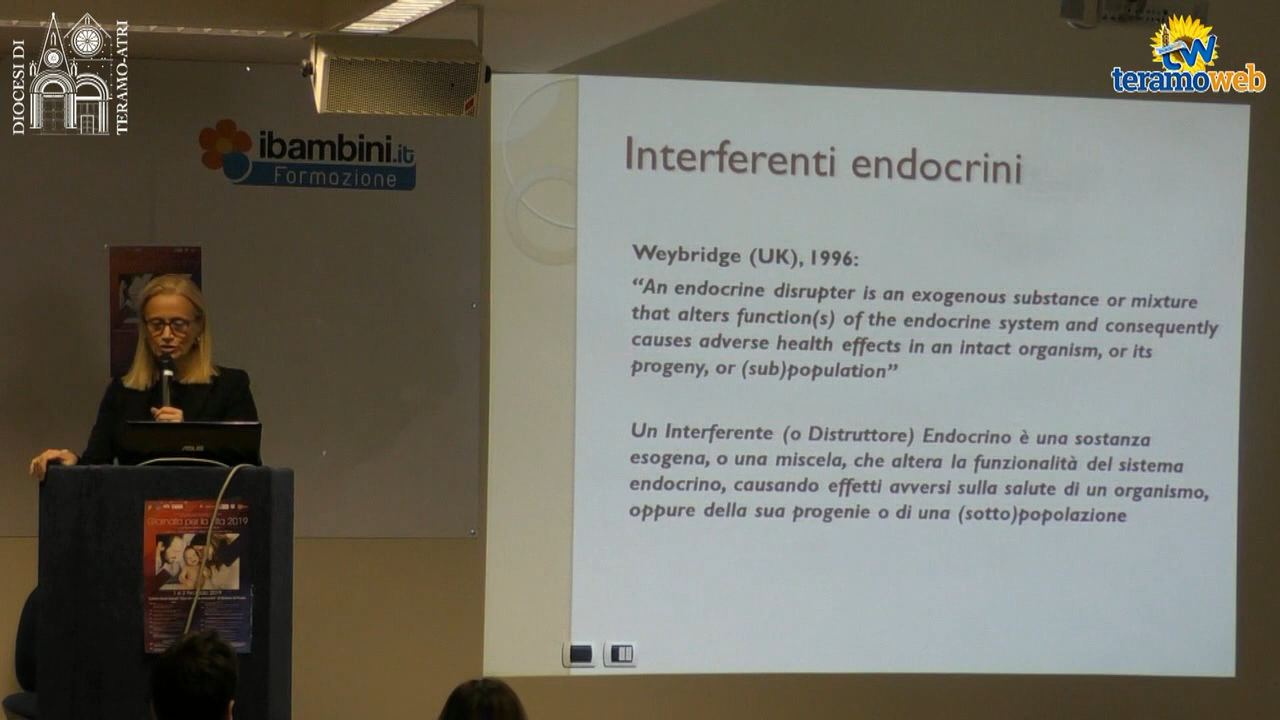 DIOCESI DI
TERAMO-ATRI
teramoweb
ibambini.it
Formazione
Interferenti endocrini
Weybridge (UK), 1996:
“An endocrine disrupter is an exogenous substance or mixture
that alters function(s) of the endocrine system and consequently
causes adverse health effects in an intact organism, or its
progeny, or (sub)population”
Un Interferente (o Distruttore) Endocrino è una sostanza
esogena, o una miscela, che altera la funzionalità del sistema
endocrino, causando effetti avversi sulla salute di un organismo,
oppure della sua progenie o di una (sotto)popolazione
ASUS
Giornata per la Vita 2019